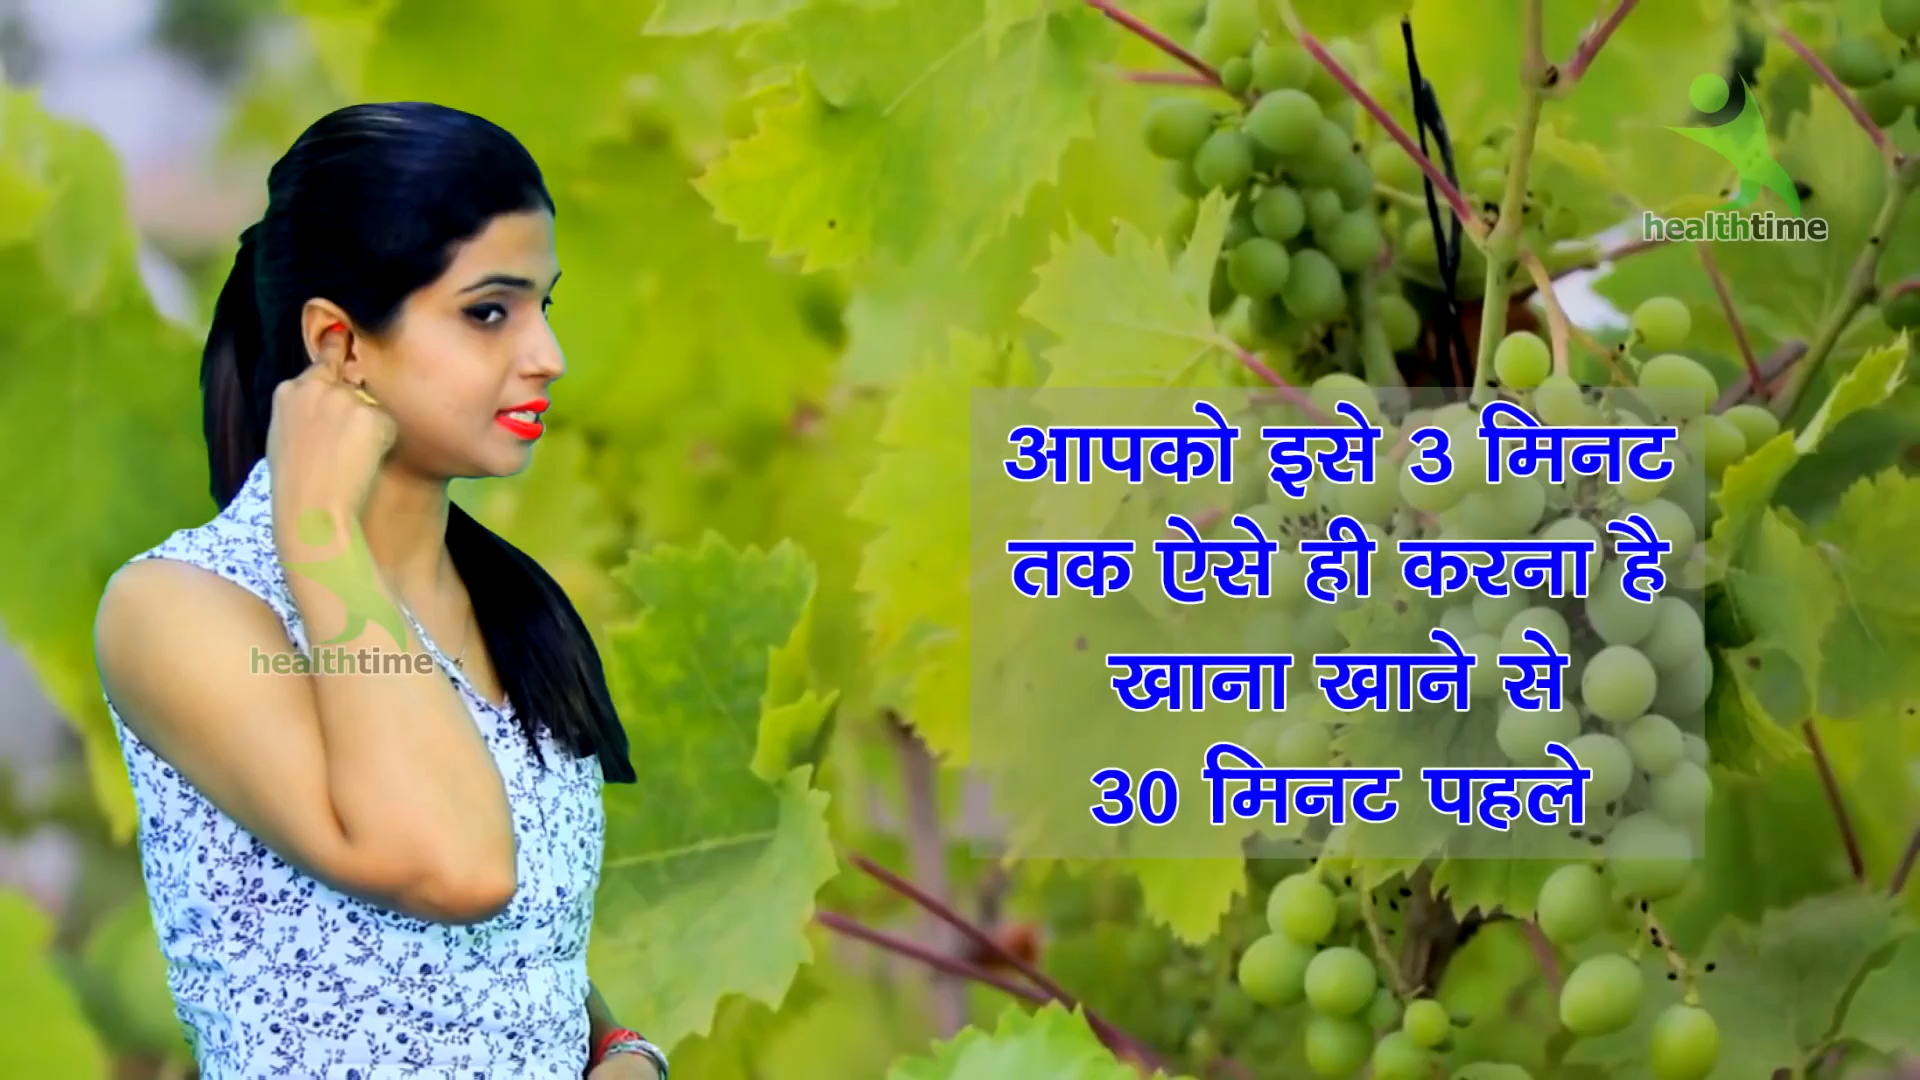 healthtime
आपको इसे 3 मिनट
तक ऐसे ही करना है
खाना खाने से
30 मिनट पहले
healthtime